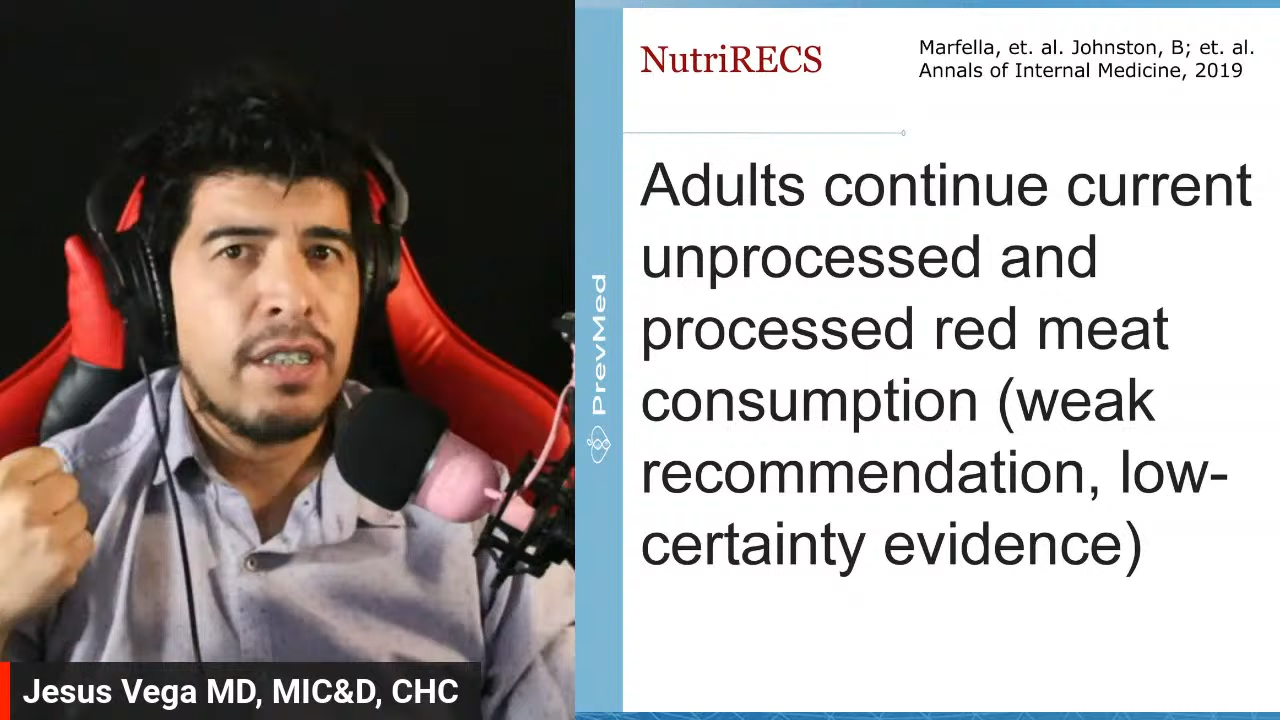 NutriRECS
Marfella, et. al. Johnston, B; et. al.
Annals of Internal Medicine, 2019
Adults continue current
unprocessed and
processed red meat
consumption (weak
recommendation, low-
certainty evidence)
PrevMed
Jesus Vega MD, MIC&D, CHC